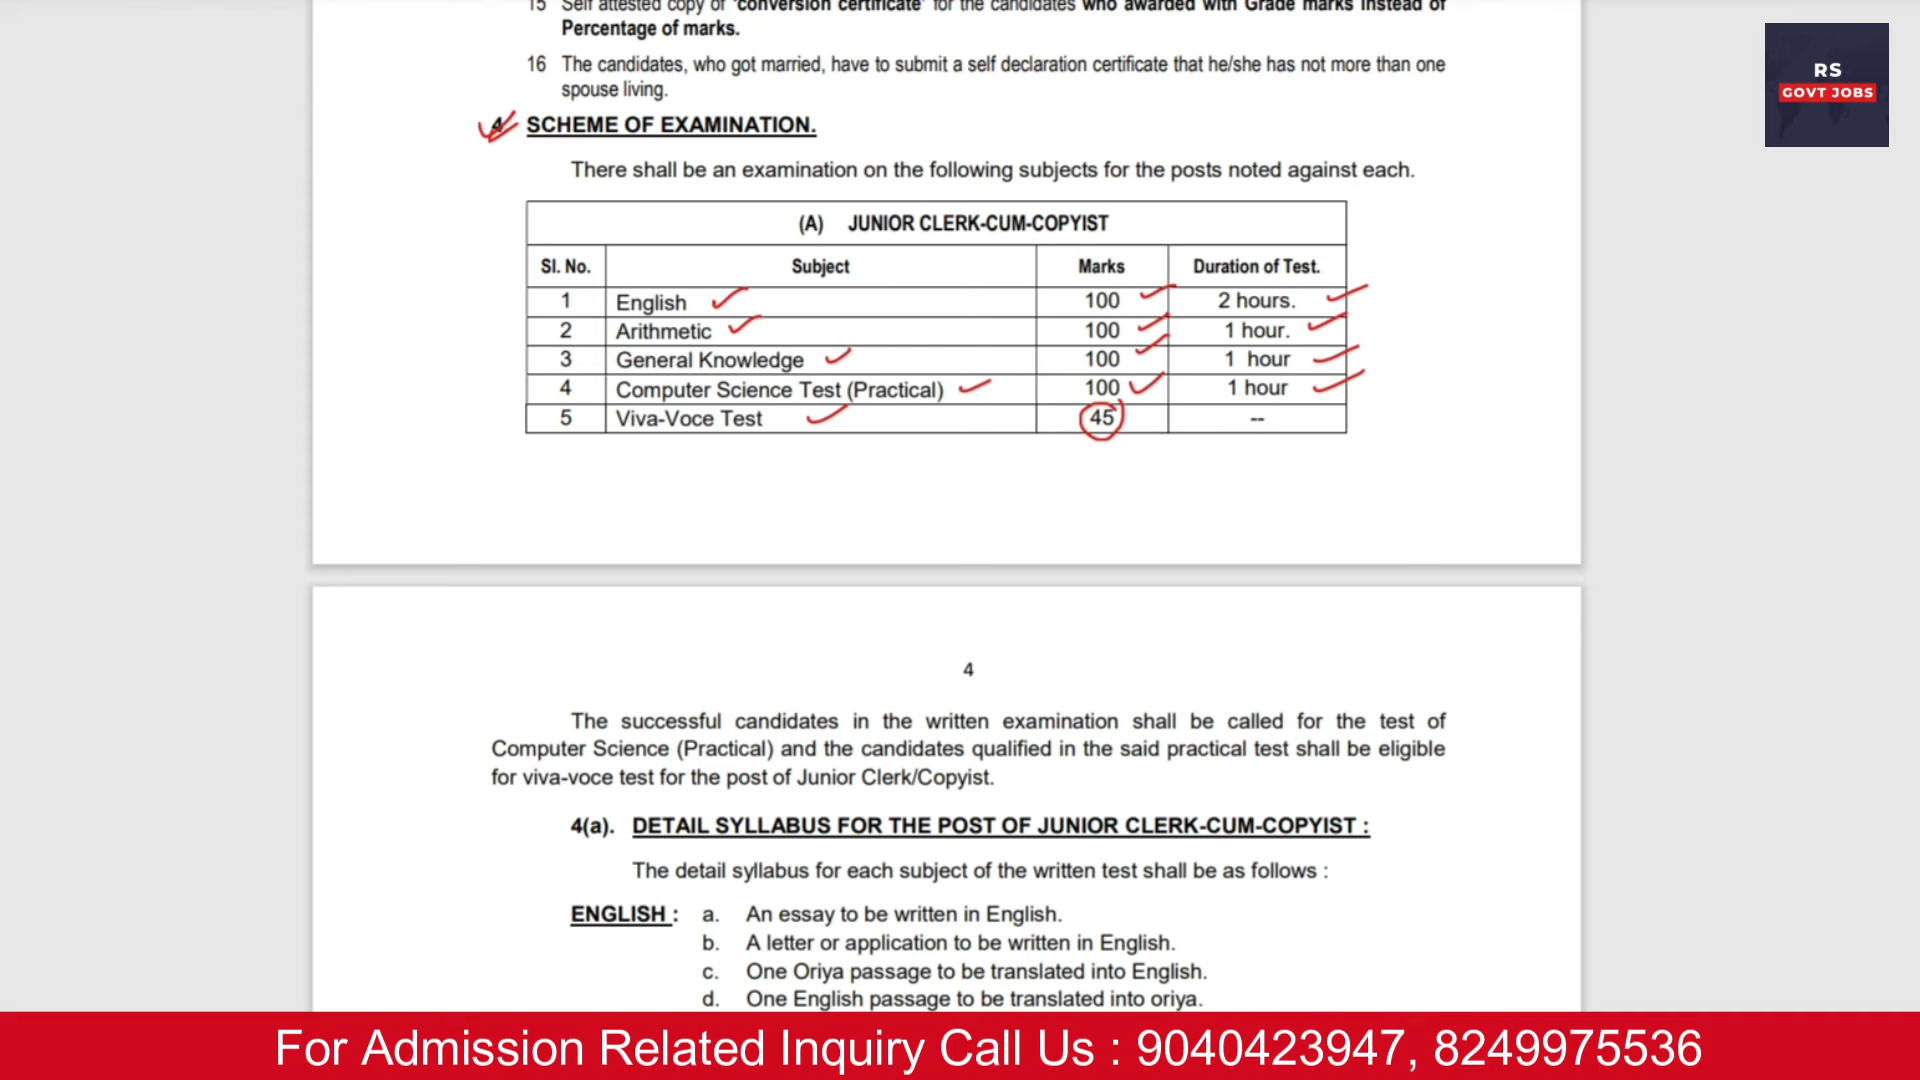 15 Self attested copy of 'conversion certificate' for the candidates who awarded with Grade marks instead of
Percentage of marks.
16 The candidates, who got married, have to submit a self declaration certificate that he/she has not more than one
spouse living.
RS
GOVT JOBS
4 SCHEME OF EXAMINATION.
There shall be an examination on the following subjects for the posts noted against each.
(A) JUNIOR CLERK-CUM-COPYIST
Sl. No. Subject Marks Duration of Test.
1 English 100 2 hours.
2 Arithmetic 100 1 hour.
3 General Knowledge 100 1 hour
4 Computer Science Test (Practical) 100 1 hour
5 Viva-Voce Test 45 --
4
The successful candidates in the written examination shall be called for the test of
Computer Science (Practical) and the candidates qualified in the said practical test shall be eligible
for viva-voce test for the post of Junior Clerk/Copyist.
4(a). DETAIL SYLLABUS FOR THE POST OF JUNIOR CLERK-CUM-COPYIST :
The detail syllabus for each subject of the written test shall be as follows :
ENGLISH : a. An essay to be written in English.
b. A letter or application to be written in English.
c. One Oriya passage to be translated into English.
d. One English passage to be translated into oriya.
For Admission Related Inquiry Call Us : 9040423947, 8249975536